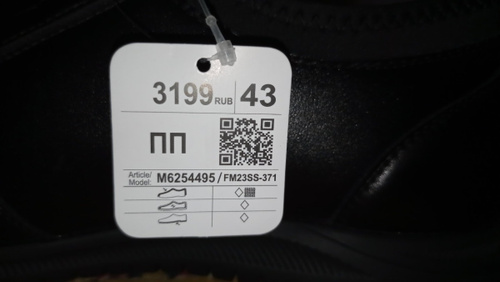 3199 RUB 43
ПП
Article/ Model: M6254495 / FM23SS-371